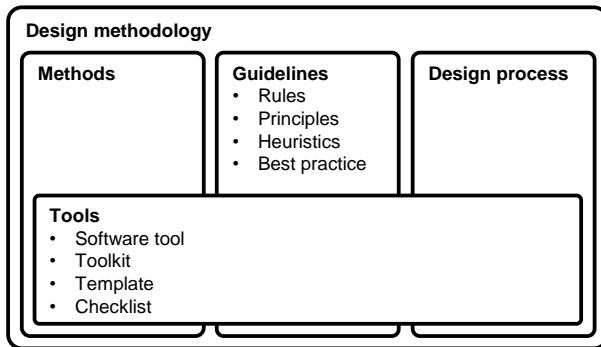 Design methodology
Methods
Guidelines
• Rules
• Principles
• Heuristics
• Best practice
Design process
Tools
• Software tool
• Toolkit
• Template
• Checklist